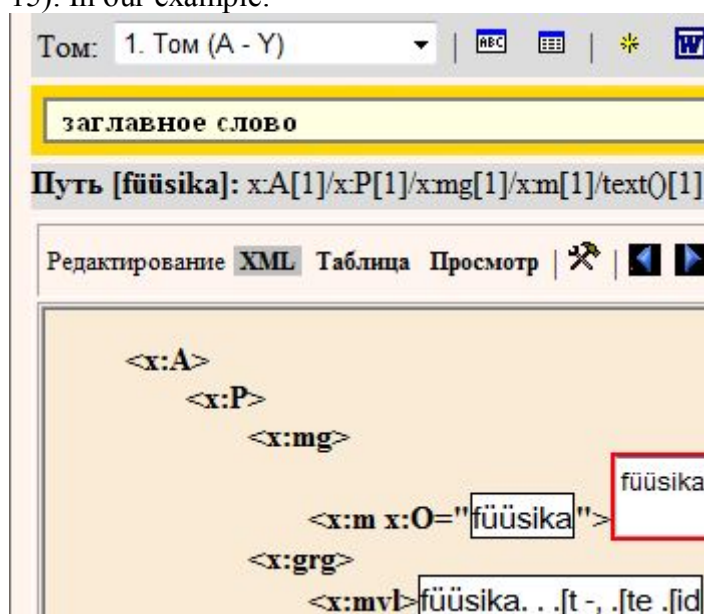 15). In our example:
Том: 1. Том (A - Y) | ABC | W
заглавное слово
Путь [füüsika]: x:A[1]/x:P[1]/x:mg[1]/x:m[1]/text()[1]
Редактирование XML Таблица Просмотр | |
<x:A>
<x:P>
<x:mg>
füüsika
<x:m x:O="füüsika">
<x:grg>
<x:mvl>füüsika. . .[t -, .[te .[id